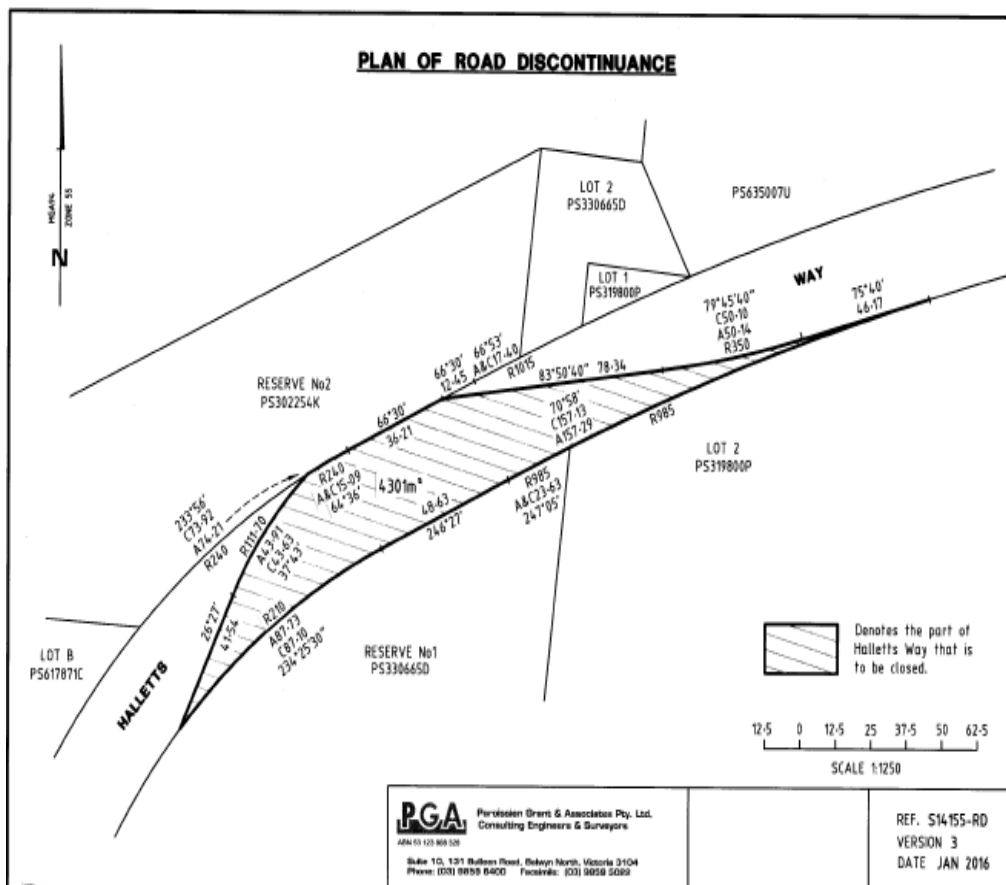 PLAN OF ROAD DISCONTINUANCE
MGA94
ZONE 55
N
LOT 2
PS330665D
PS635007U
LOT 1
PS319800P
WAY
79°45'40"
C50·10
A50·14
R350
75°40'
46·17
66°30'
12·45
66°53'
A&C17·40
R1015
83°50'40" 78·34
RESERVE No2
PS302254K
66°30'
36·21
70°58'
C157·13
A157·29
R985
LOT 2
PS319800P
R240
A&C15·09
64°36'
4301m²
48·63
246°27'
R985
A&C23·63
247°05'
233°56'
C73·92
A74·21
R240
R111·70
A43·91
C43·63
37°43'
26°27'
41·54
R210
A87·73
C87·10
234°25'30"
RESERVE No1
PS330665D
LOT B
PS617871C
HALLETTS
Denotes the part of
Halletts Way that is
to be closed.
12·5 0 12·5 25 37·5 50 62·5
SCALE 1:1250
PGA
Grant & Associates Pty. Ltd.
Consulting Engineers & Surveyors
Suite 10, 131 Bulleen Road, Balwyn North, Victoria 3104
Phone: (03) Facsimile: (03)
REF. S14155-RD
VERSION 3
DATE JAN 2016